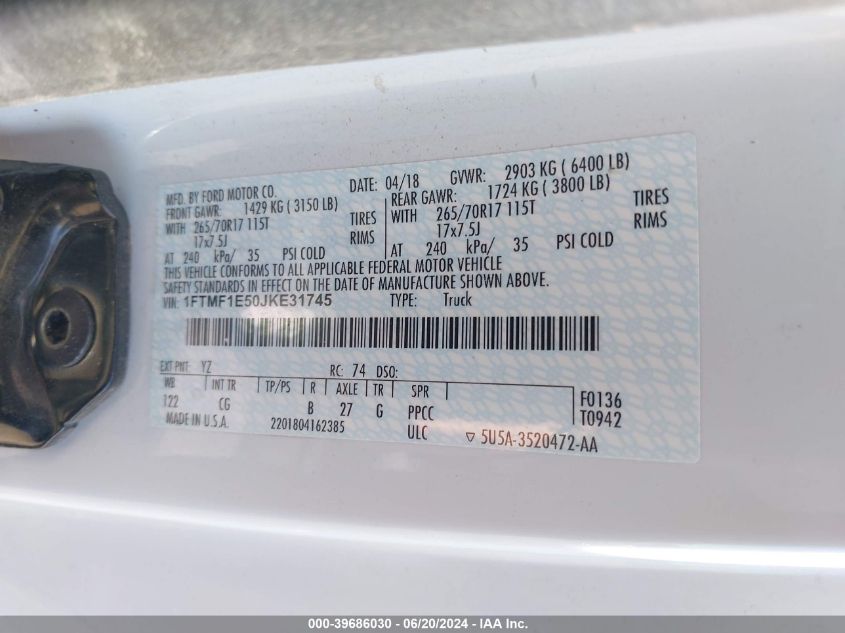 MFD. BY FORD MOTOR CO.
DATE: 04/18 GVWR: 2903 KG ( 6400 LB)
FRONT GAWR: 1429 KG ( 3150 LB) REAR GAWR: 1724 KG ( 3800 LB)
WITH 265/70R17 115T TIRES WITH 265/70R17 115T TIRES
17x7.5J RIMS 17x7.5J RIMS
AT 240 kPa/ 35 PSI COLD AT 240 kPa/ 35 PSI COLD
THIS VEHICLE CONFORMS TO ALL APPLICABLE FEDERAL MOTOR VEHICLE
SAFETY STANDARDS IN EFFECT ON THE DATE OF MANUFACTURE SHOWN ABOVE.
VIN: 1FTMF1E50JKE31745 TYPE: Truck
EXT PNT: YZ RC: 74 DSO:
WB INT TR TP/PS R AXLE TR SPR F0136
122 CG B 27 G PPCC T0942
MADE IN U.S.A. 2201804162385 ULC ▽ 5U5A-3520472-AA
000-39686030 - 06/20/2024 - IAA Inc.